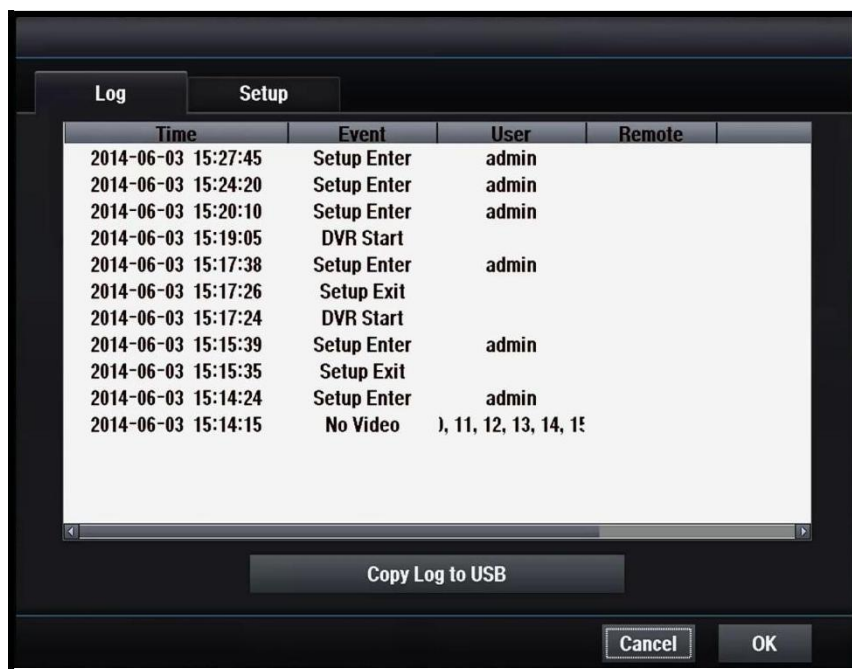 Log Setup
Time Event User Remote
2014-06-03 15:27:45 Setup Enter admin
2014-06-03 15:24:20 Setup Enter admin
2014-06-03 15:20:10 Setup Enter admin
2014-06-03 15:19:05 DVR Start
2014-06-03 15:17:38 Setup Enter admin
2014-06-03 15:17:26 Setup Exit
2014-06-03 15:17:24 DVR Start
2014-06-03 15:15:39 Setup Enter admin
2014-06-03 15:15:35 Setup Exit
2014-06-03 15:14:24 Setup Enter admin
2014-06-03 15:14:15 No Video , 11, 12, 13, 14, 15
Copy Log to USB
Cancel OK